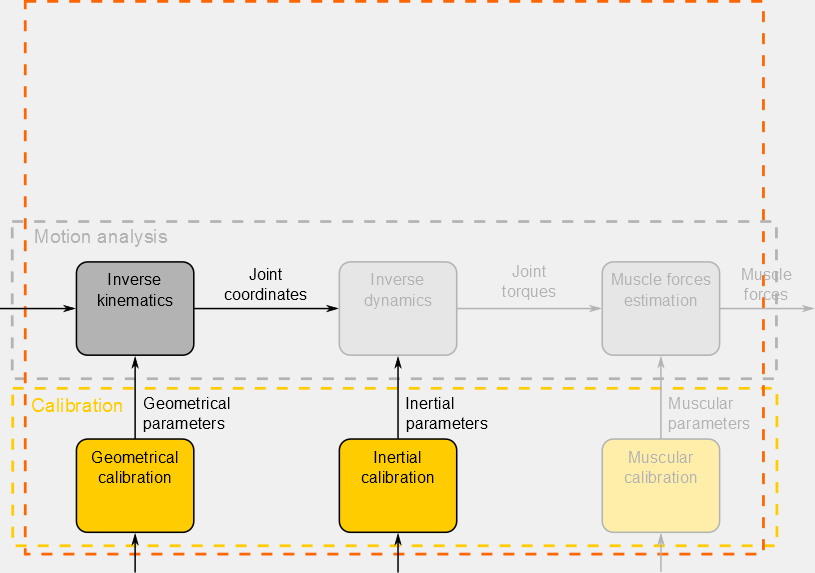 Motion analysis
Inverse
kinematics
Joint
coordinates
Inverse
dynamics
Joint
torques
Muscle forces
estimation
Muscle
forces
Calibration
Geometrical
parameters
Inertial
parameters
Muscular
parameters
Geometrical
calibration
Inertial
calibration
Muscular
calibration